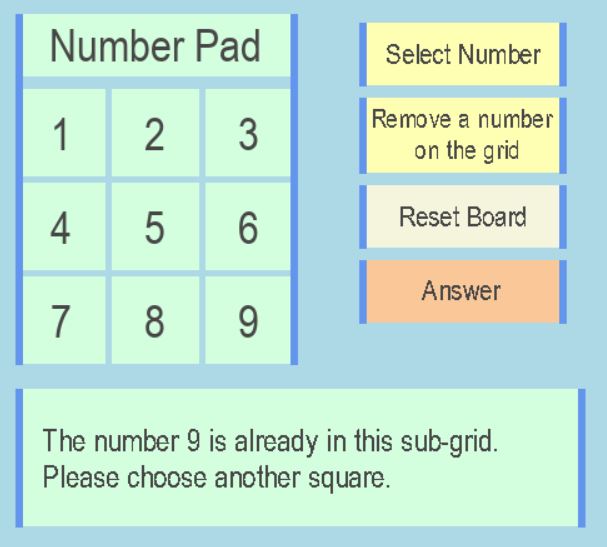 Number Pad
1 2 3
4 5 6
7 8 9
Select Number
Remove a number
on the grid
Reset Board
Answer
The number 9 is already in this sub-grid.
Please choose another square.